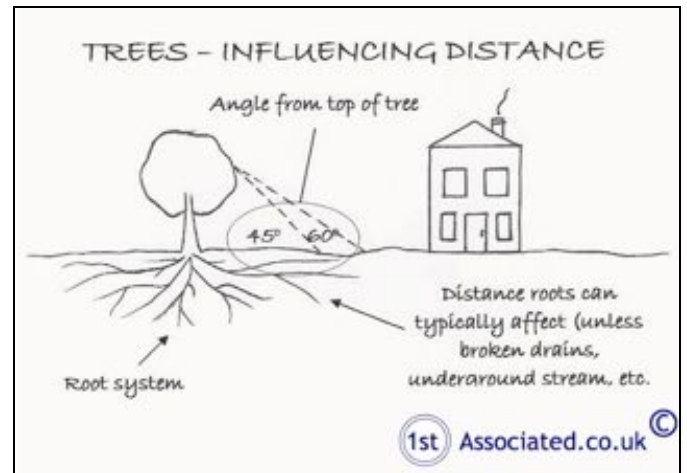 TREES – INFLUENCING DISTANCE
Angle from top of tree
45° 60°
Distance roots can
typically affect (unless
broken drains,
underground stream, etc.
Root system
1st Associated.co.uk ©